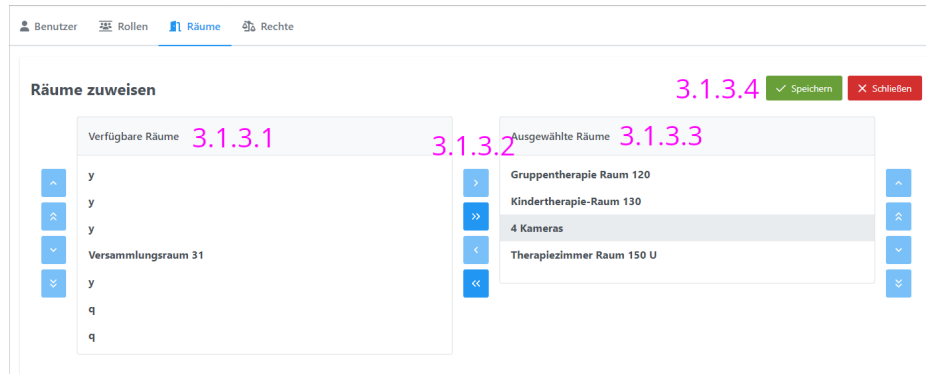 Benutzer Rollen Räume Rechte
Räume zuweisen 3.1.3.4 Speichern Schließen
Verfügbare Räume 3.1.3.1 3.1.3.2 Ausgewählte Räume 3.1.3.3
y
y
y
Versammlungsraum 31
y
q
q
Gruppentherapie Raum 120
Kindertherapie-Raum 130
4 Kameras
Therapiezimmer Raum 150 U